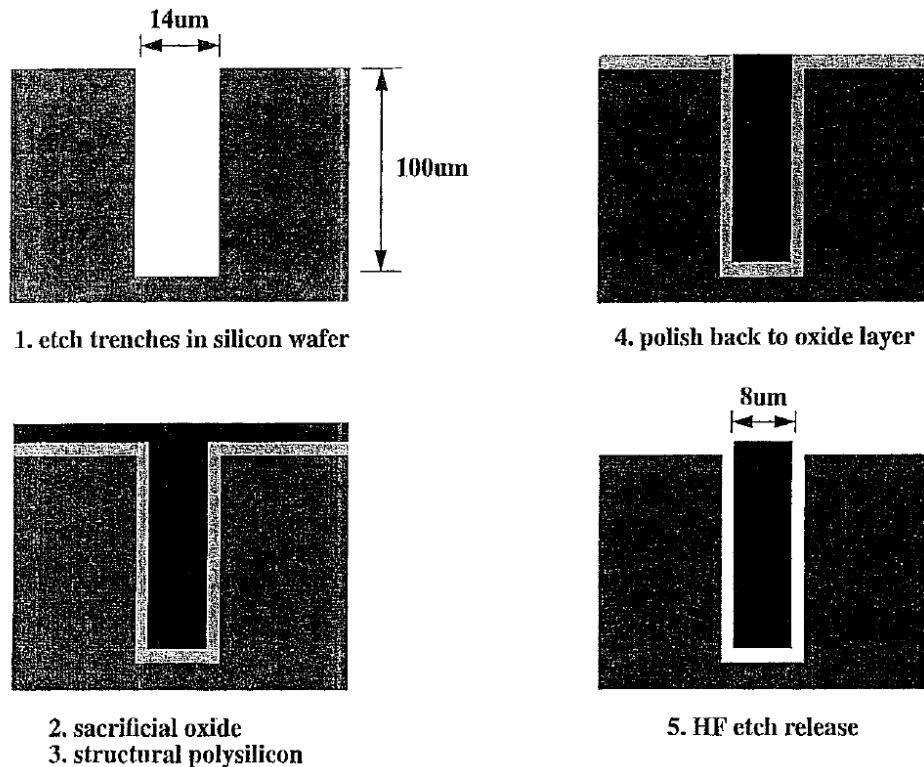 14um
100um
1. etch trenches in silicon wafer
4. polish back to oxide layer
8um
2. sacrificial oxide
3. structural polysilicon
5. HF etch release